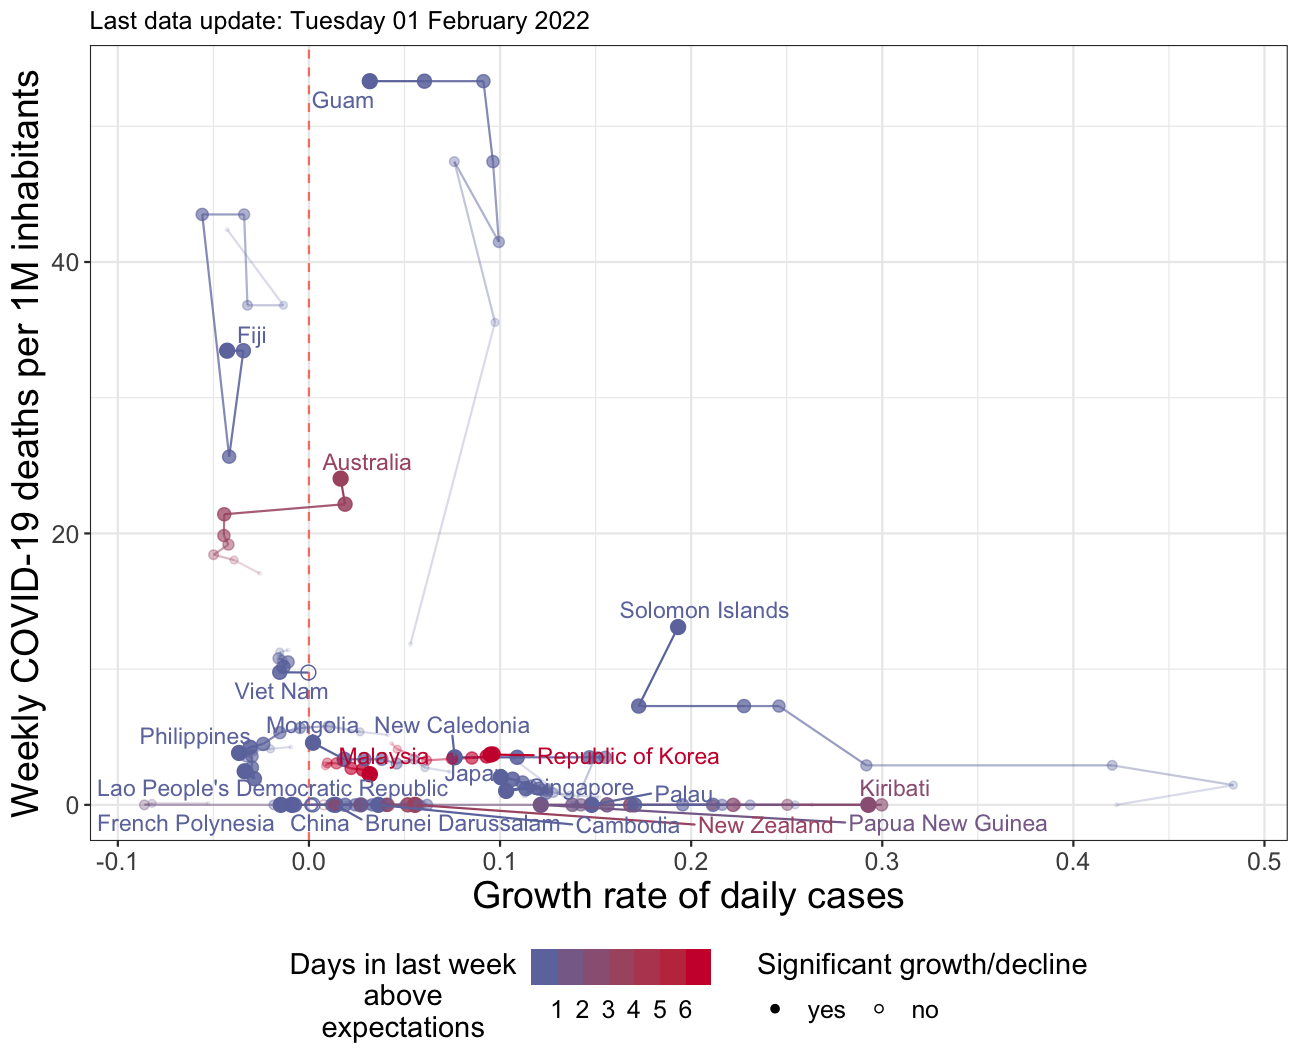 Last data update: Tuesday 01 February 2022
Weekly COVID-19 deaths per 1M inhabitants
Guam
40
Fiji
Australia
20
Solomon Islands
Viet Nam
Philippines
Mongolia
New Caledonia
Malaysia
Republic of Korea
Japan
Singapore
Lao People's Democratic Republic
Palau
Kiribati
0
French Polynesia
China
Brunei Darussalam
Cambodia
New Zealand
Papua New Guinea
-0.1 0.0 0.1 0.2 0.3 0.4 0.5
Growth rate of daily cases
Days in last week
above
expectations
1 2 3 4 5 6
Significant growth/decline
yes no